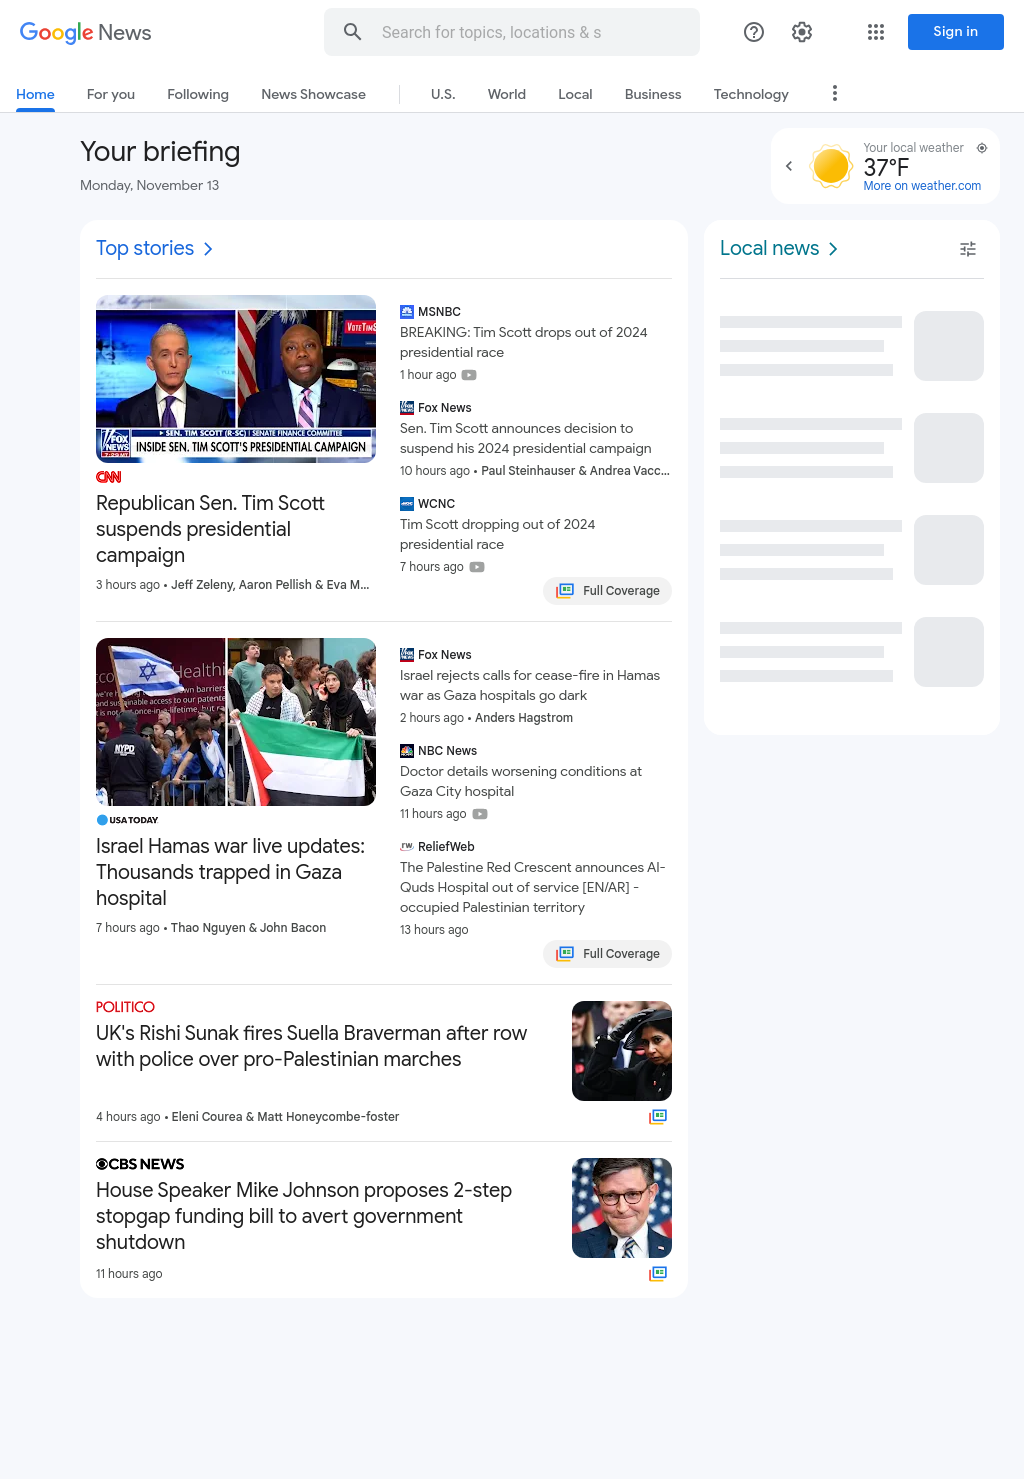 Google News
Search for topics, locations & s
Sign in
Home
For you
Following
News Showcase
U.S.
World
Local
Business
Technology
Your briefing
Monday, November 13
Your local weather
37°F
More on weather.com
Top stories
Local news
VOTETIMS
FOX NEWS
▸ SEN. TIM SCOTT (R-SC) | SENATE FINANCE COMMITTEE
INSIDE SEN. TIM SCOTT'S PRESIDENTIAL CAMPAIGN
CNN
Republican Sen. Tim Scott
suspends presidential
campaign
3 hours ago • Jeff Zeleny, Aaron Pellish & Eva M…
MSNBC
BREAKING: Tim Scott drops out of 2024
presidential race
1 hour ago
Fox News
Sen. Tim Scott announces decision to
suspend his 2024 presidential campaign
10 hours ago • Paul Steinhauser & Andrea Vacc…
WCNC
Tim Scott dropping out of 2024
presidential race
7 hours ago
Full Coverage
NYPD
USA TODAY
Israel Hamas war live updates:
Thousands trapped in Gaza
hospital
7 hours ago • Thao Nguyen & John Bacon
Fox News
Israel rejects calls for cease-fire in Hamas
war as Gaza hospitals go dark
2 hours ago • Anders Hagstrom
NBC News
Doctor details worsening conditions at
Gaza City hospital
11 hours ago
rw
ReliefWeb
The Palestine Red Crescent announces Al-
Quds Hospital out of service [EN/AR] -
occupied Palestinian territory
13 hours ago
Full Coverage
POLITICO
UK's Rishi Sunak fires Suella Braverman after row
with police over pro-Palestinian marches
4 hours ago • Eleni Courea & Matt Honeycombe-foster
CBS NEWS
House Speaker Mike Johnson proposes 2-step
stopgap funding bill to avert government
shutdown
11 hours ago